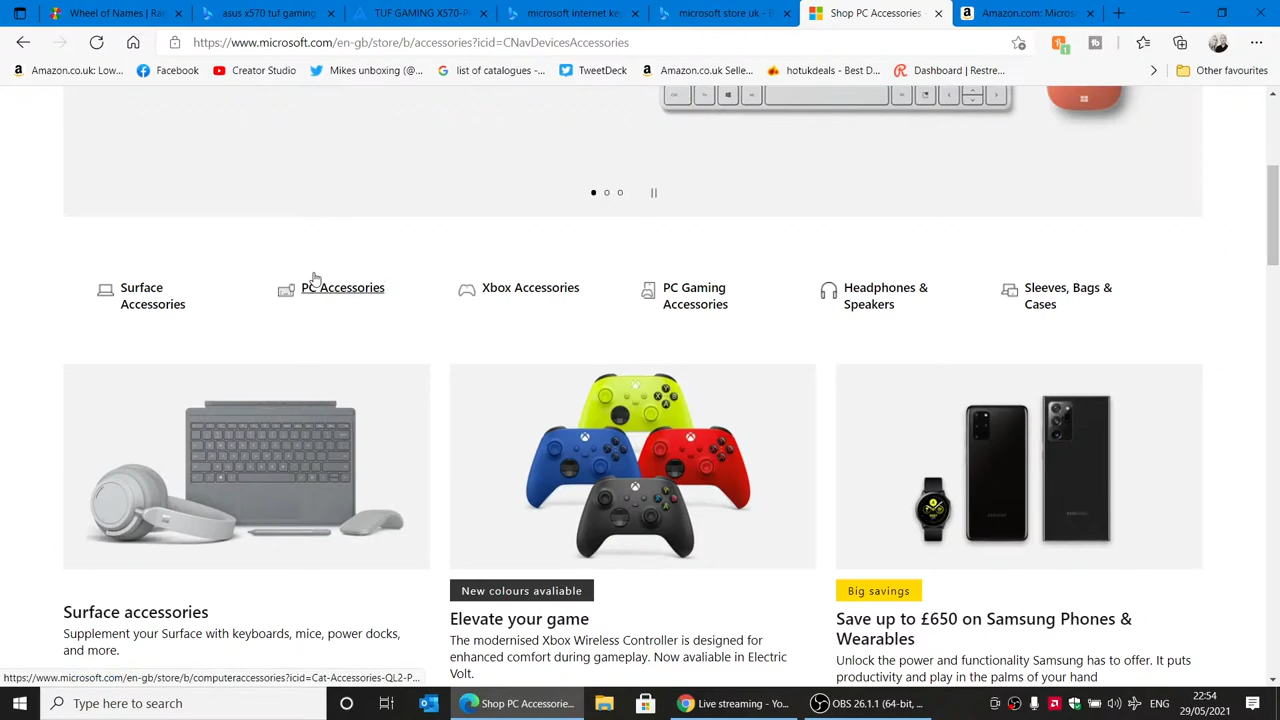 Wheel of Names | Ra
asus x570 tuf gaming
TUF GAMING X570-P
microsoft internet key
microsoft store uk - B
Shop PC Accessories -
Amazon.com: Micros
https://www.microsoft.com/en-gb/store/b/accessories?icid=CNavDevicesAccessories
1
Amazon.co.uk: Low...
Facebook
Creator Studio
Mikes unboxing (@...
list of catalogues -...
TweetDeck
Amazon.co.uk Selle...
hotukdeals - Best D...
Dashboard | Restre...
Other favourites
Surface
Accessories
PC Accessories
Xbox Accessories
PC Gaming
Accessories
Headphones &
Speakers
Sleeves, Bags &
Cases
Surface accessories
Supplement your Surface with keyboards, mice, power docks,
and more.
New colours avaliable
Elevate your game
The modernised Xbox Wireless Controller is designed for
enhanced comfort during gameplay. Now avaliable in Electric
Volt.
Big savings
Save up to £650 on Samsung Phones &
Wearables
Unlock the power and functionality Samsung has to offer. It puts
productivity and play in the palms of your hand
https://www.microsoft.com/en-gb/store/b/computeraccessories?icid=Cat-Accessories-QL2-P...
Type here to search
Shop PC Accessorie...
Live streaming - Yo...
OBS 26.1.1 (64-bit, ...
ENG
22:54
29/05/2021